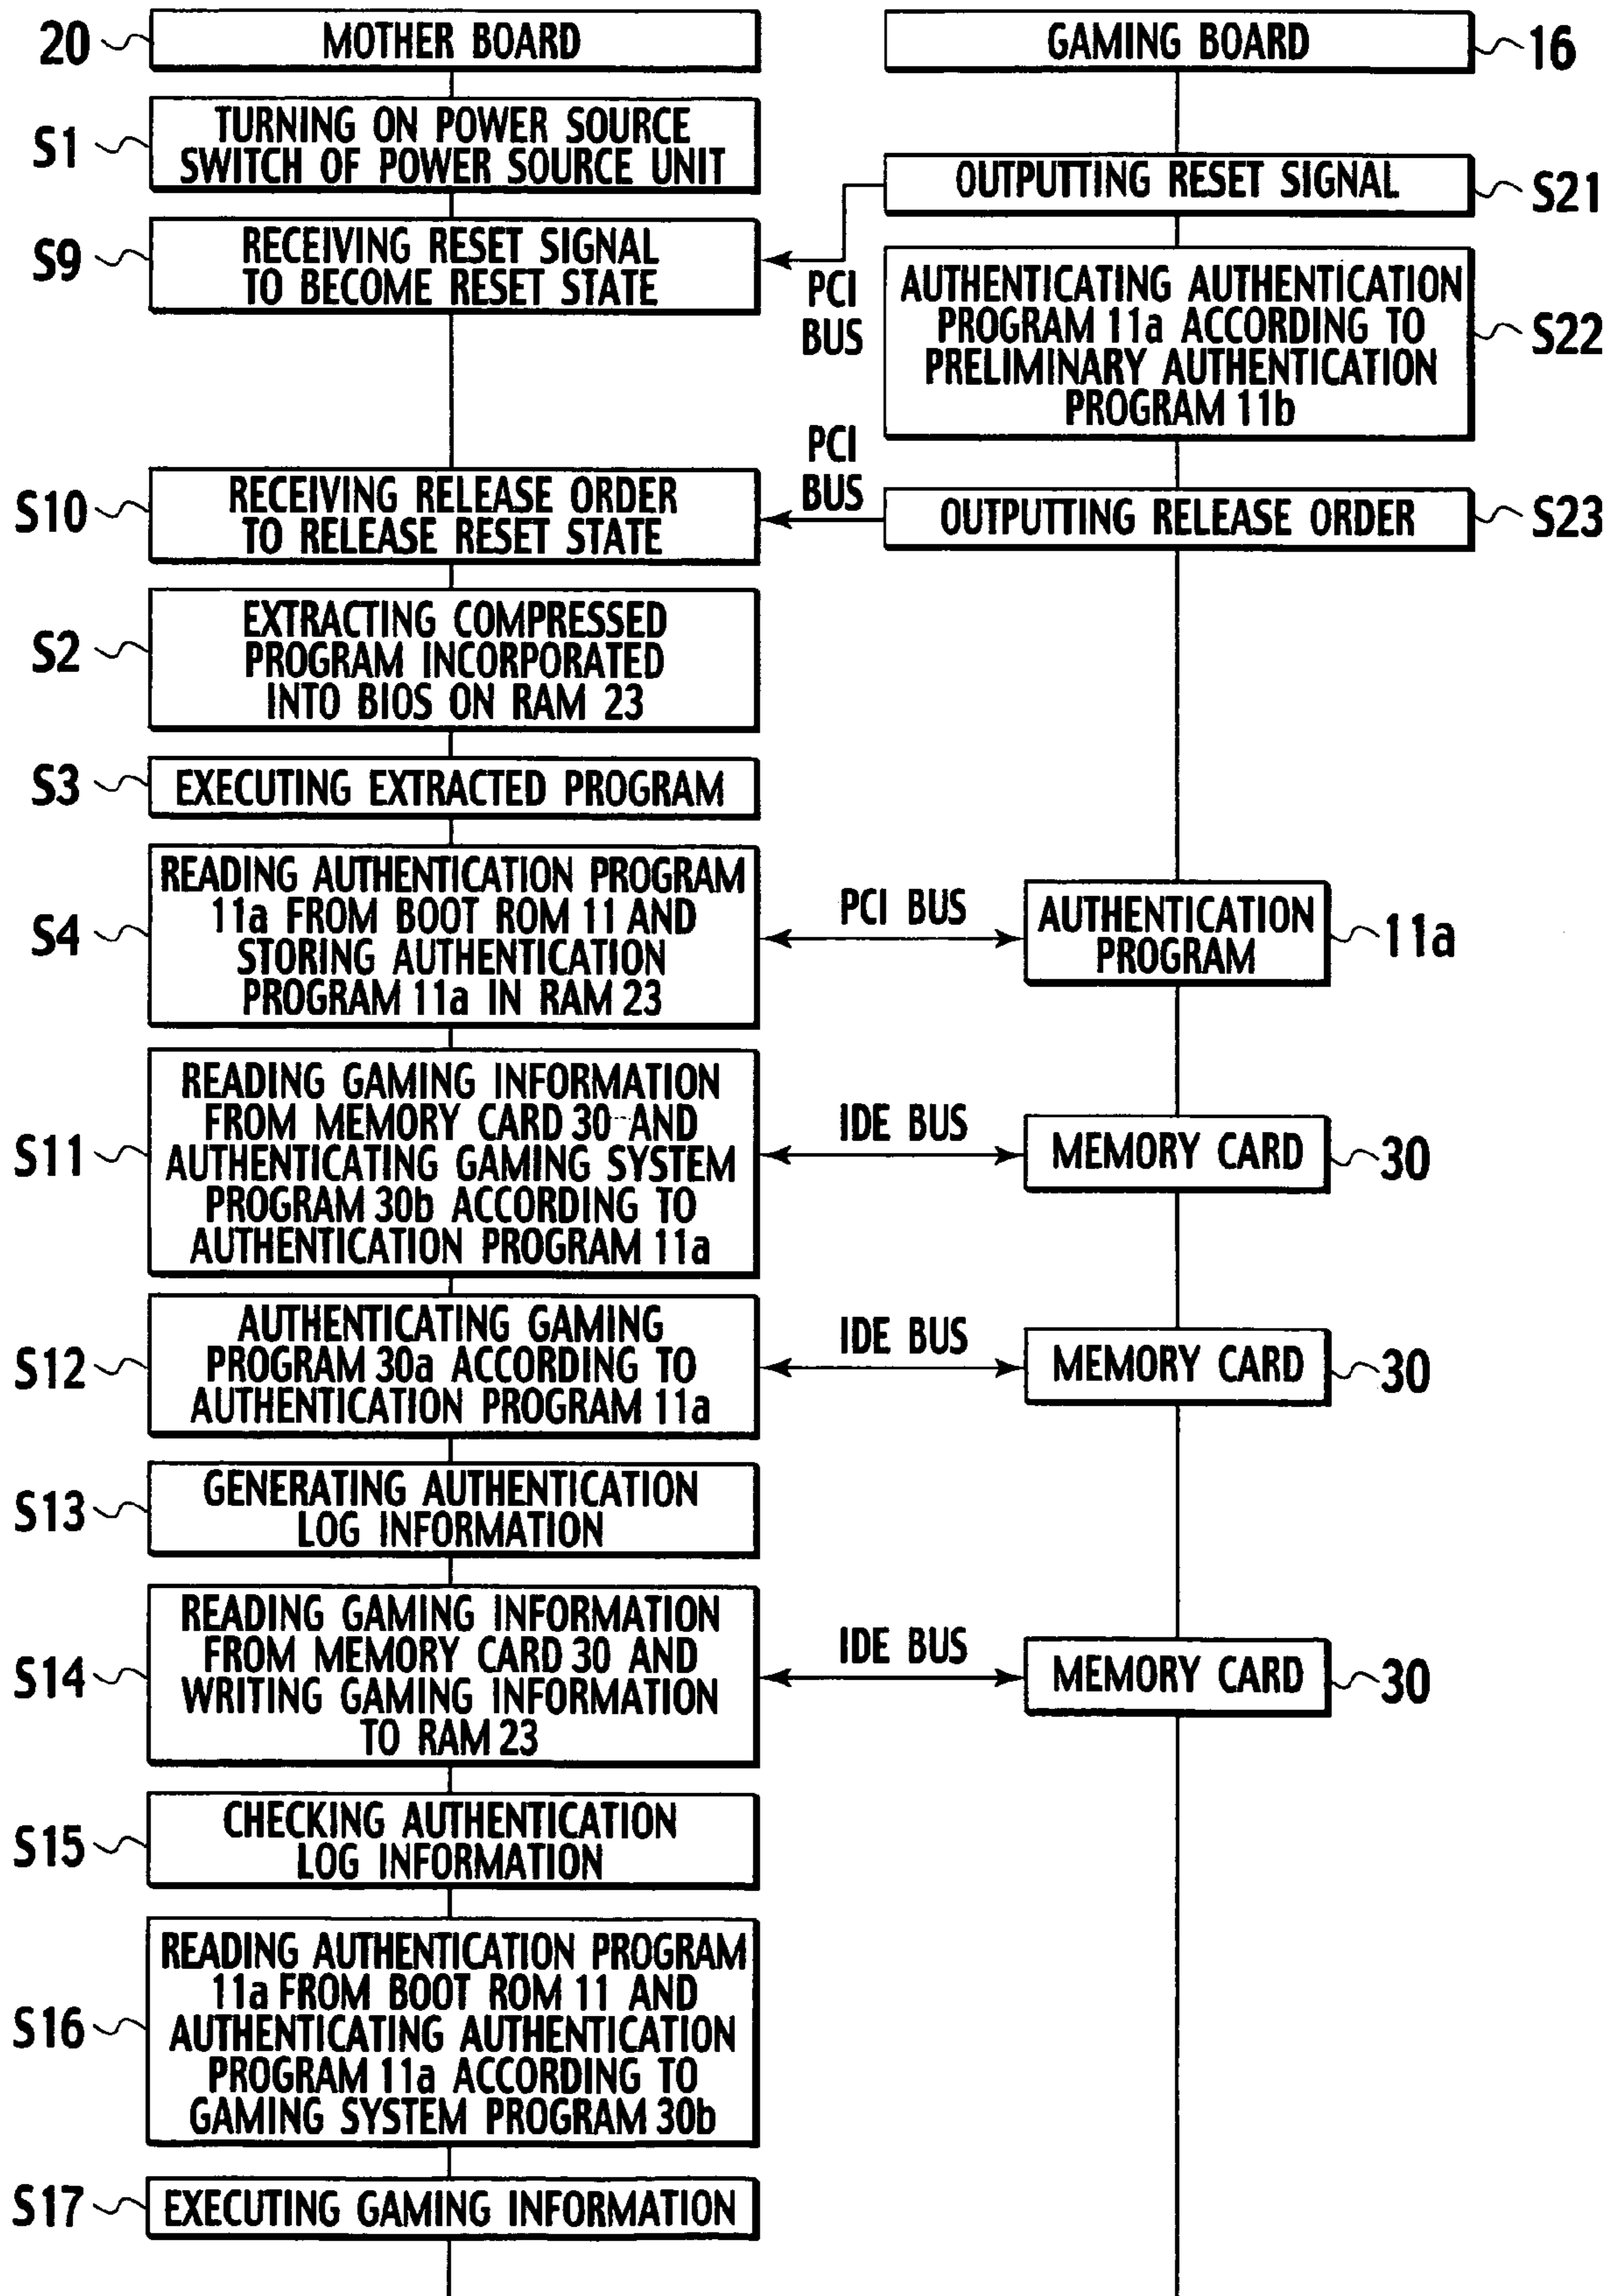 20
MOTHER BOARD
GAMING BOARD
16
S1
TURNING ON POWER SOURCE
SWITCH OF POWER SOURCE UNIT
OUTPUTTING RESET SIGNAL
S21
S9
RECEIVING RESET SIGNAL
TO BECOME RESET STATE
PCI
BUS
AUTHENTICATING AUTHENTICATION
PROGRAM 11a ACCORDING TO
PRELIMINARY AUTHENTICATION
PROGRAM 11b
S22
S10
RECEIVING RELEASE ORDER
TO RELEASE RESET STATE
PCI
BUS
OUTPUTTING RELEASE ORDER
S23
S2
EXTRACTING COMPRESSED
PROGRAM INCORPORATED
INTO BIOS ON RAM 23
S3
EXECUTING EXTRACTED PROGRAM
S4
READING AUTHENTICATION PROGRAM
11a FROM BOOT ROM 11 AND
STORING AUTHENTICATION
PROGRAM 11a IN RAM 23
PCI BUS
AUTHENTICATION
PROGRAM
11a
S11
READING GAMING INFORMATION
FROM MEMORY CARD 30 AND
AUTHENTICATING GAMING SYSTEM
PROGRAM 30b ACCORDING TO
AUTHENTICATION PROGRAM 11a
IDE BUS
MEMORY CARD
30
S12
AUTHENTICATING GAMING
PROGRAM 30a ACCORDING TO
AUTHENTICATION PROGRAM 11a
IDE BUS
MEMORY CARD
30
S13
GENERATING AUTHENTICATION
LOG INFORMATION
S14
READING GAMING INFORMATION
FROM MEMORY CARD 30 AND
WRITING GAMING INFORMATION
TO RAM 23
IDE BUS
MEMORY CARD
30
S15
CHECKING AUTHENTICATION
LOG INFORMATION
S16
READING AUTHENTICATION PROGRAM
11a FROM BOOT ROM 11 AND
AUTHENTICATING AUTHENTICATION
PROGRAM 11a ACCORDING TO
GAMING SYSTEM PROGRAM 30b
S17
EXECUTING GAMING INFORMATION